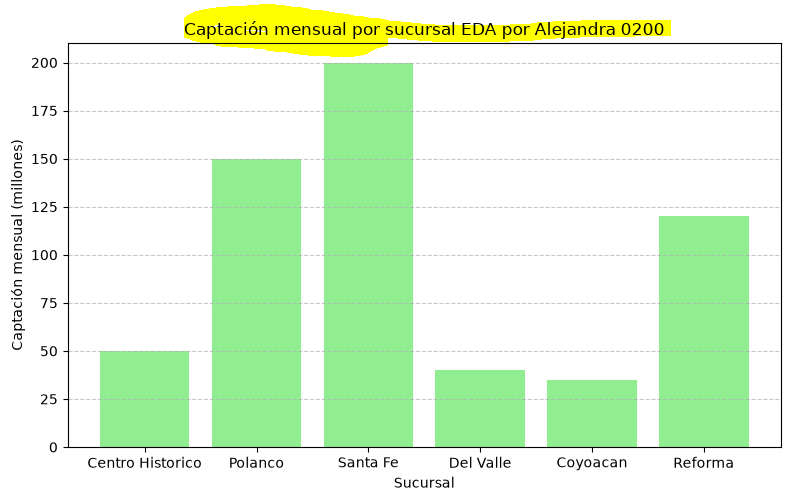 Captación mensual por sucursal EDA por Alejandra 0200
Captación mensual (millones)
200
175
150
125
100
75
50
25
0
Centro Historico Polanco Santa Fe Del Valle Coyoacan Reforma
Sucursal